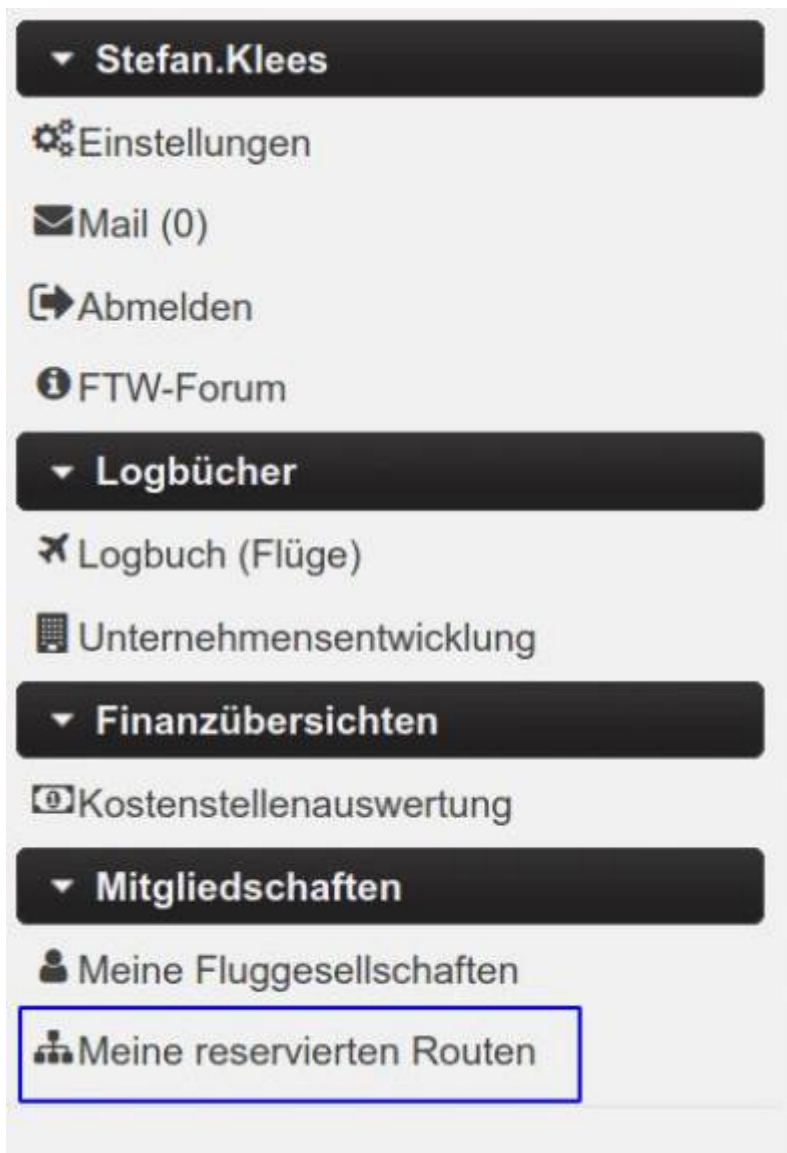 Stefan.Klees
Einstellungen
Mail (0)
Abmelden
FTW-Forum
Logbücher
Logbuch (Flüge)
Unternehmensentwicklung
Finanzübersichten
Kostenstellenauswertung
Mitgliedschaften
Meine Fluggesellschaften
Meine reservierten Routen